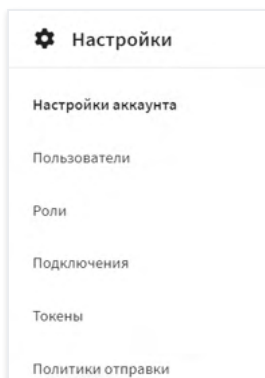 Настройки
Настройки аккаунта
Пользователи
Роли
Подключения
Токены
Политики отправки